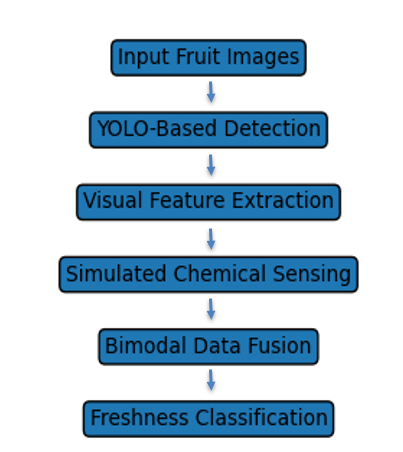 Input Fruit Images
YOLO-Based Detection
Visual Feature Extraction
Simulated Chemical Sensing
Bimodal Data Fusion
Freshness Classification